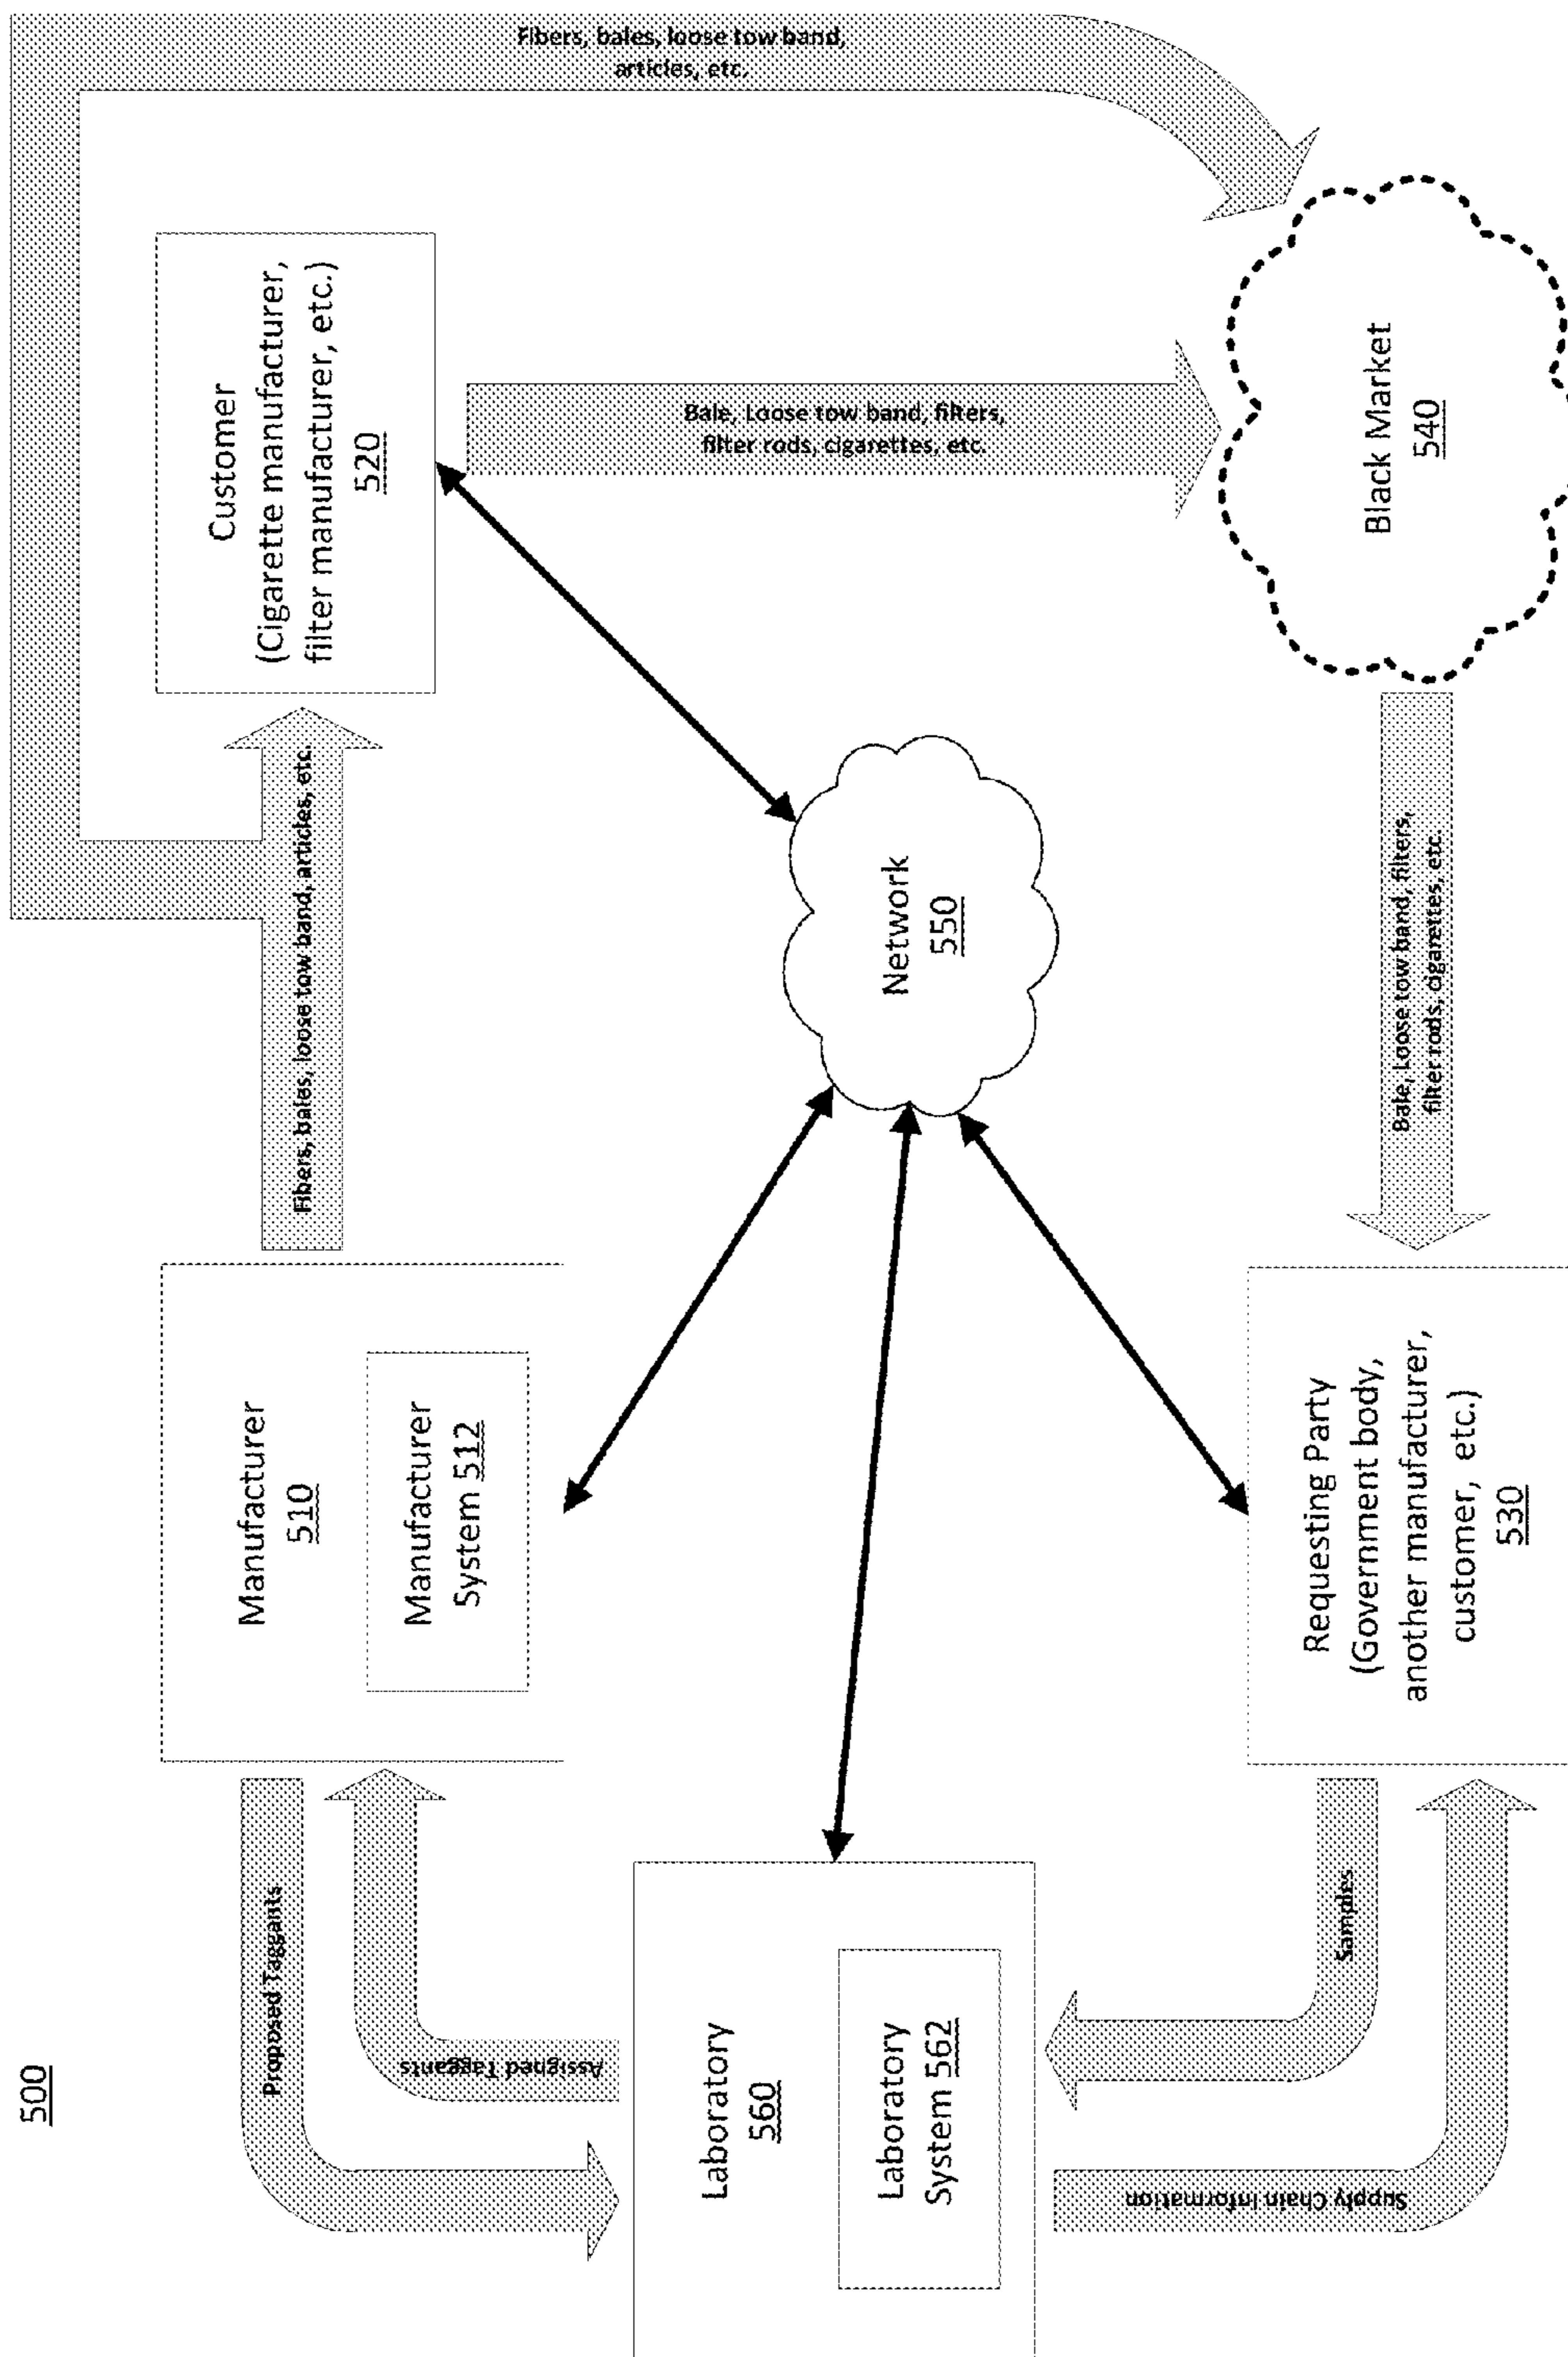 500
Fibers, bales, loose tow band,
articles, etc.
Proposed Taggants
Assigned Taggants
Manufacturer
510
Manufacturer
System 512
Fibers, bales, loose tow band, articles, etc.
Customer
(Cigarette manufacturer,
filter manufacturer, etc.)
520
Laboratory
560
Laboratory
System 562
Network
550
Bale, Loose tow band, filters,
filter rods, cigarettes, etc.
Supply Chain Information
Samples
Requesting Party
(Government body,
another manufacturer,
customer, etc.)
530
Bale, Loose tow band, filters,
filter rods, cigarettes, etc.
Black Market
540